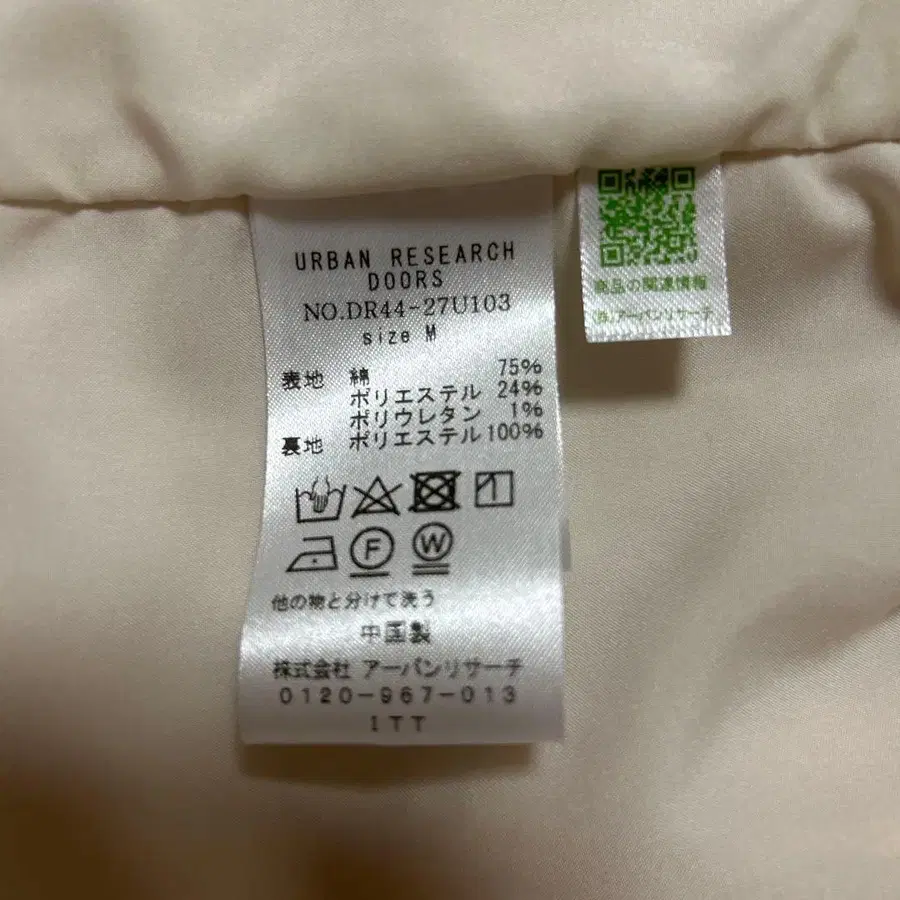 URBAN RESEARCH
DOORS
NO.DR44-27U103
size M
表地 綿 75%
ポリエステル 24%
ポリウレタン 1%
裏地 ポリエステル 100%
F W
他の物と分けて洗う
中国製
株式会社 アーバンリサーチ
0120-967-013
ITT
商品の関連情報
(株)アーバンリサーチ